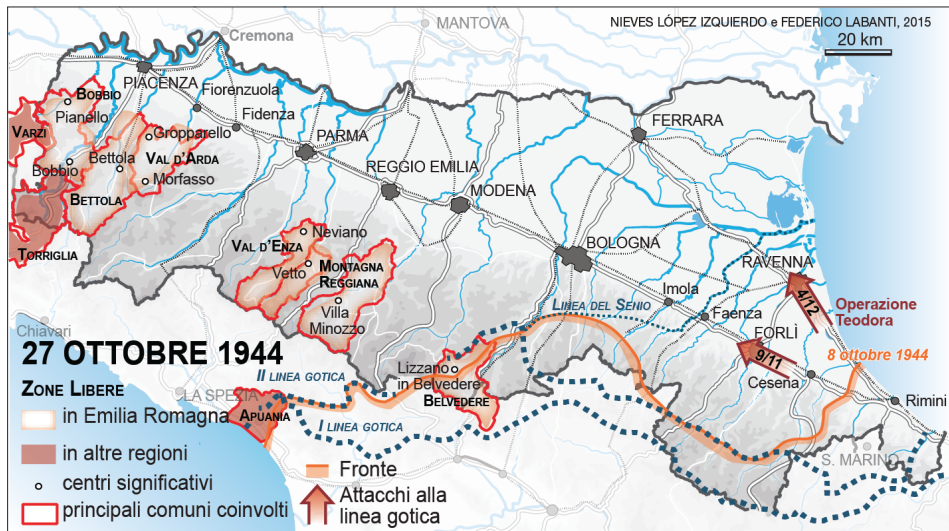 MANTOVA
NIEVES LÓPEZ IZQUIERDO e FEDERICO LABANTI, 2015
20 km
Cremona
PIACENZA
Fiorenzuola
Fidenza
BOBBIO
Pianello
VARZI
Gropparello
Bettola
VAL D'ARDA
Bobbio
Morfasso
BETTOLA
TORRIGLIA
PARMA
REGGIO EMILIA
MODENA
FERRARA
BOLOGNA
RAVENNA
Neviano
VAL D'ENZA
Vetto
MONTAGNA
REGGIANA
Villa
Minozzo
LINEA DEL SENIO
Imola
Faenza
FORLÌ
4/12
Operazione
Teodora
9/11
8 ottobre 1944
Cesena
Rimini
S. MARINO
Chiavari
LA SPEZIA
II LINEA GOTICA
Lizzano
in Belvedere
BELVEDERE
APUANIA
I LINEA GOTICA
27 OTTOBRE 1944
ZONE LIBERE
in Emilia Romagna
in altre regioni
centri significativi
principali comuni coinvolti
Fronte
Attacchi alla
linea gotica